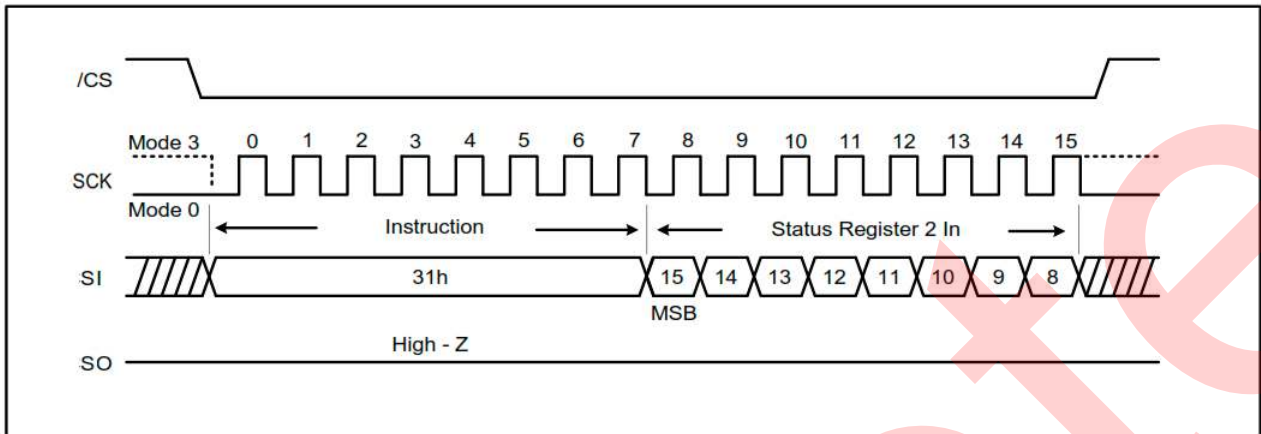 /CS
Mode 3 0 1 2 3 4 5 6 7 8 9 10 11 12 13 14 15
SCK
Mode 0
Instruction Status Register 2 In
SI 31h 15 14 13 12 11 10 9 8
MSB
High - Z
SO